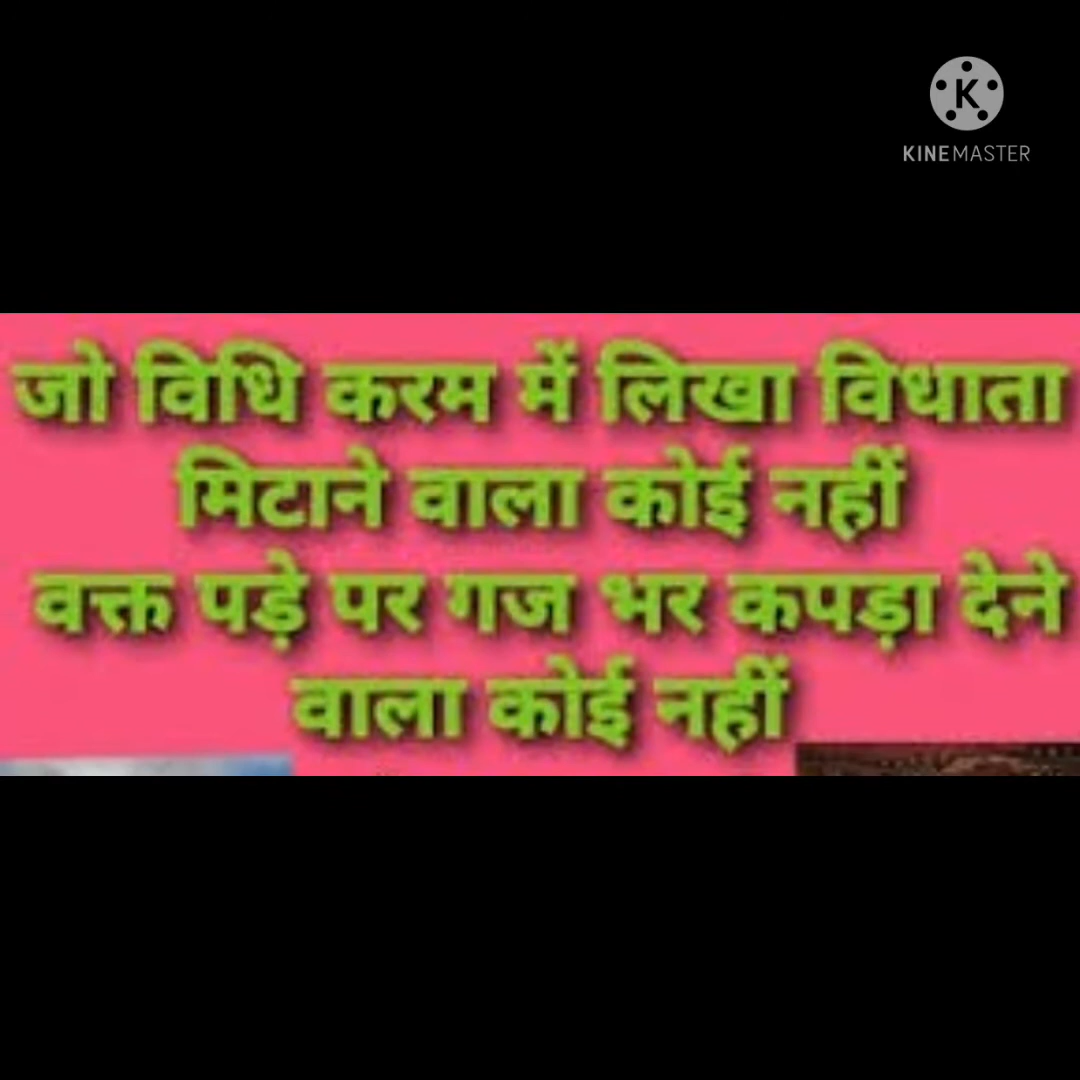 KINEMASTER
जो विधि करम में लिखा विधाता
मिटाने वाला कोई नहीं
वक्त पड़े पर गज भर कपड़ा देने
वाला कोई नहीं